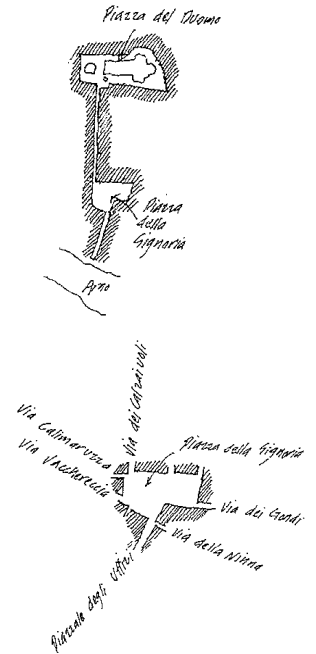 Piazza del Duomo
Piazza
della
Signoria
Arno
Via dei Calzaivoli
Via Calimaruzza
Via Vacchereccia
Piazza della Signoria
Via dei Gondi
Via della Ninna
Piazzale degli Uffizi